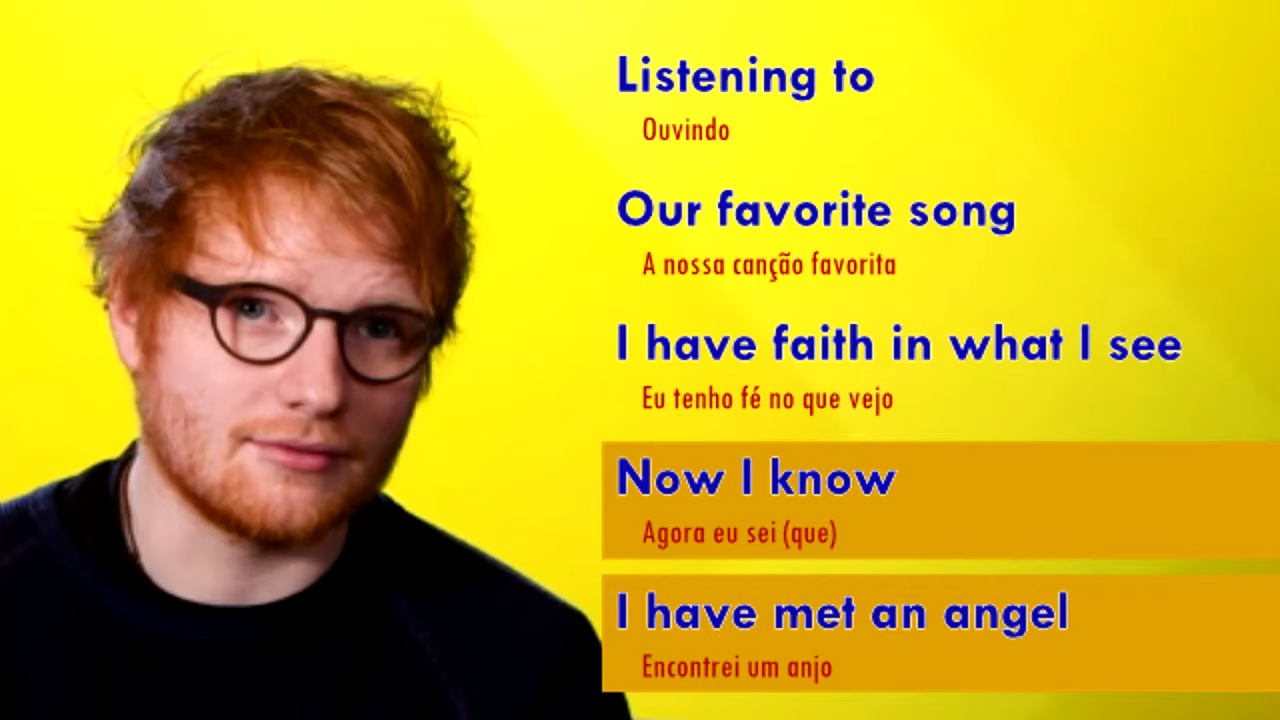 Listening to
Ouvindo
Our favorite song
A nossa canção favorita
I have faith in what I see
Eu tenho fé no que vejo
Now I know
Agora eu sei (que)
I have met an angel
Encontrei um anjo